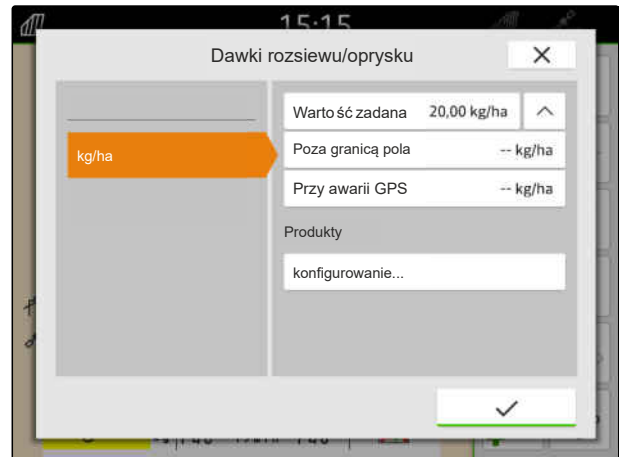 15:15
Dawki rozsiewu/oprysku
Wartość zadana 20,00 kg/ha
kg/ha
Poza granicą pola -- kg/ha
Przy awarii GPS -- kg/ha
Produkty
konfigurowanie...